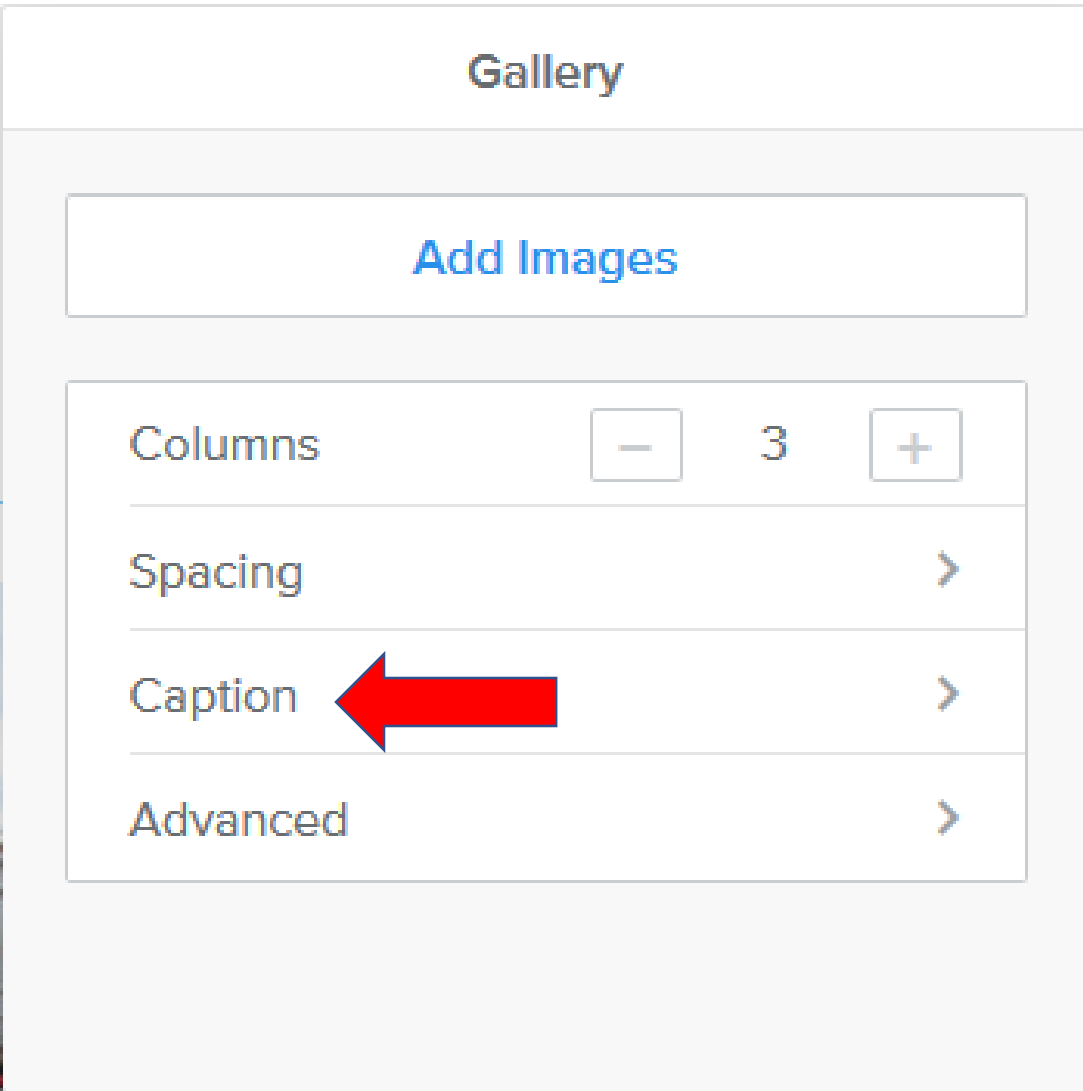 Gallery
Add Images
Columns − 3 +
Spacing
Caption
Advanced